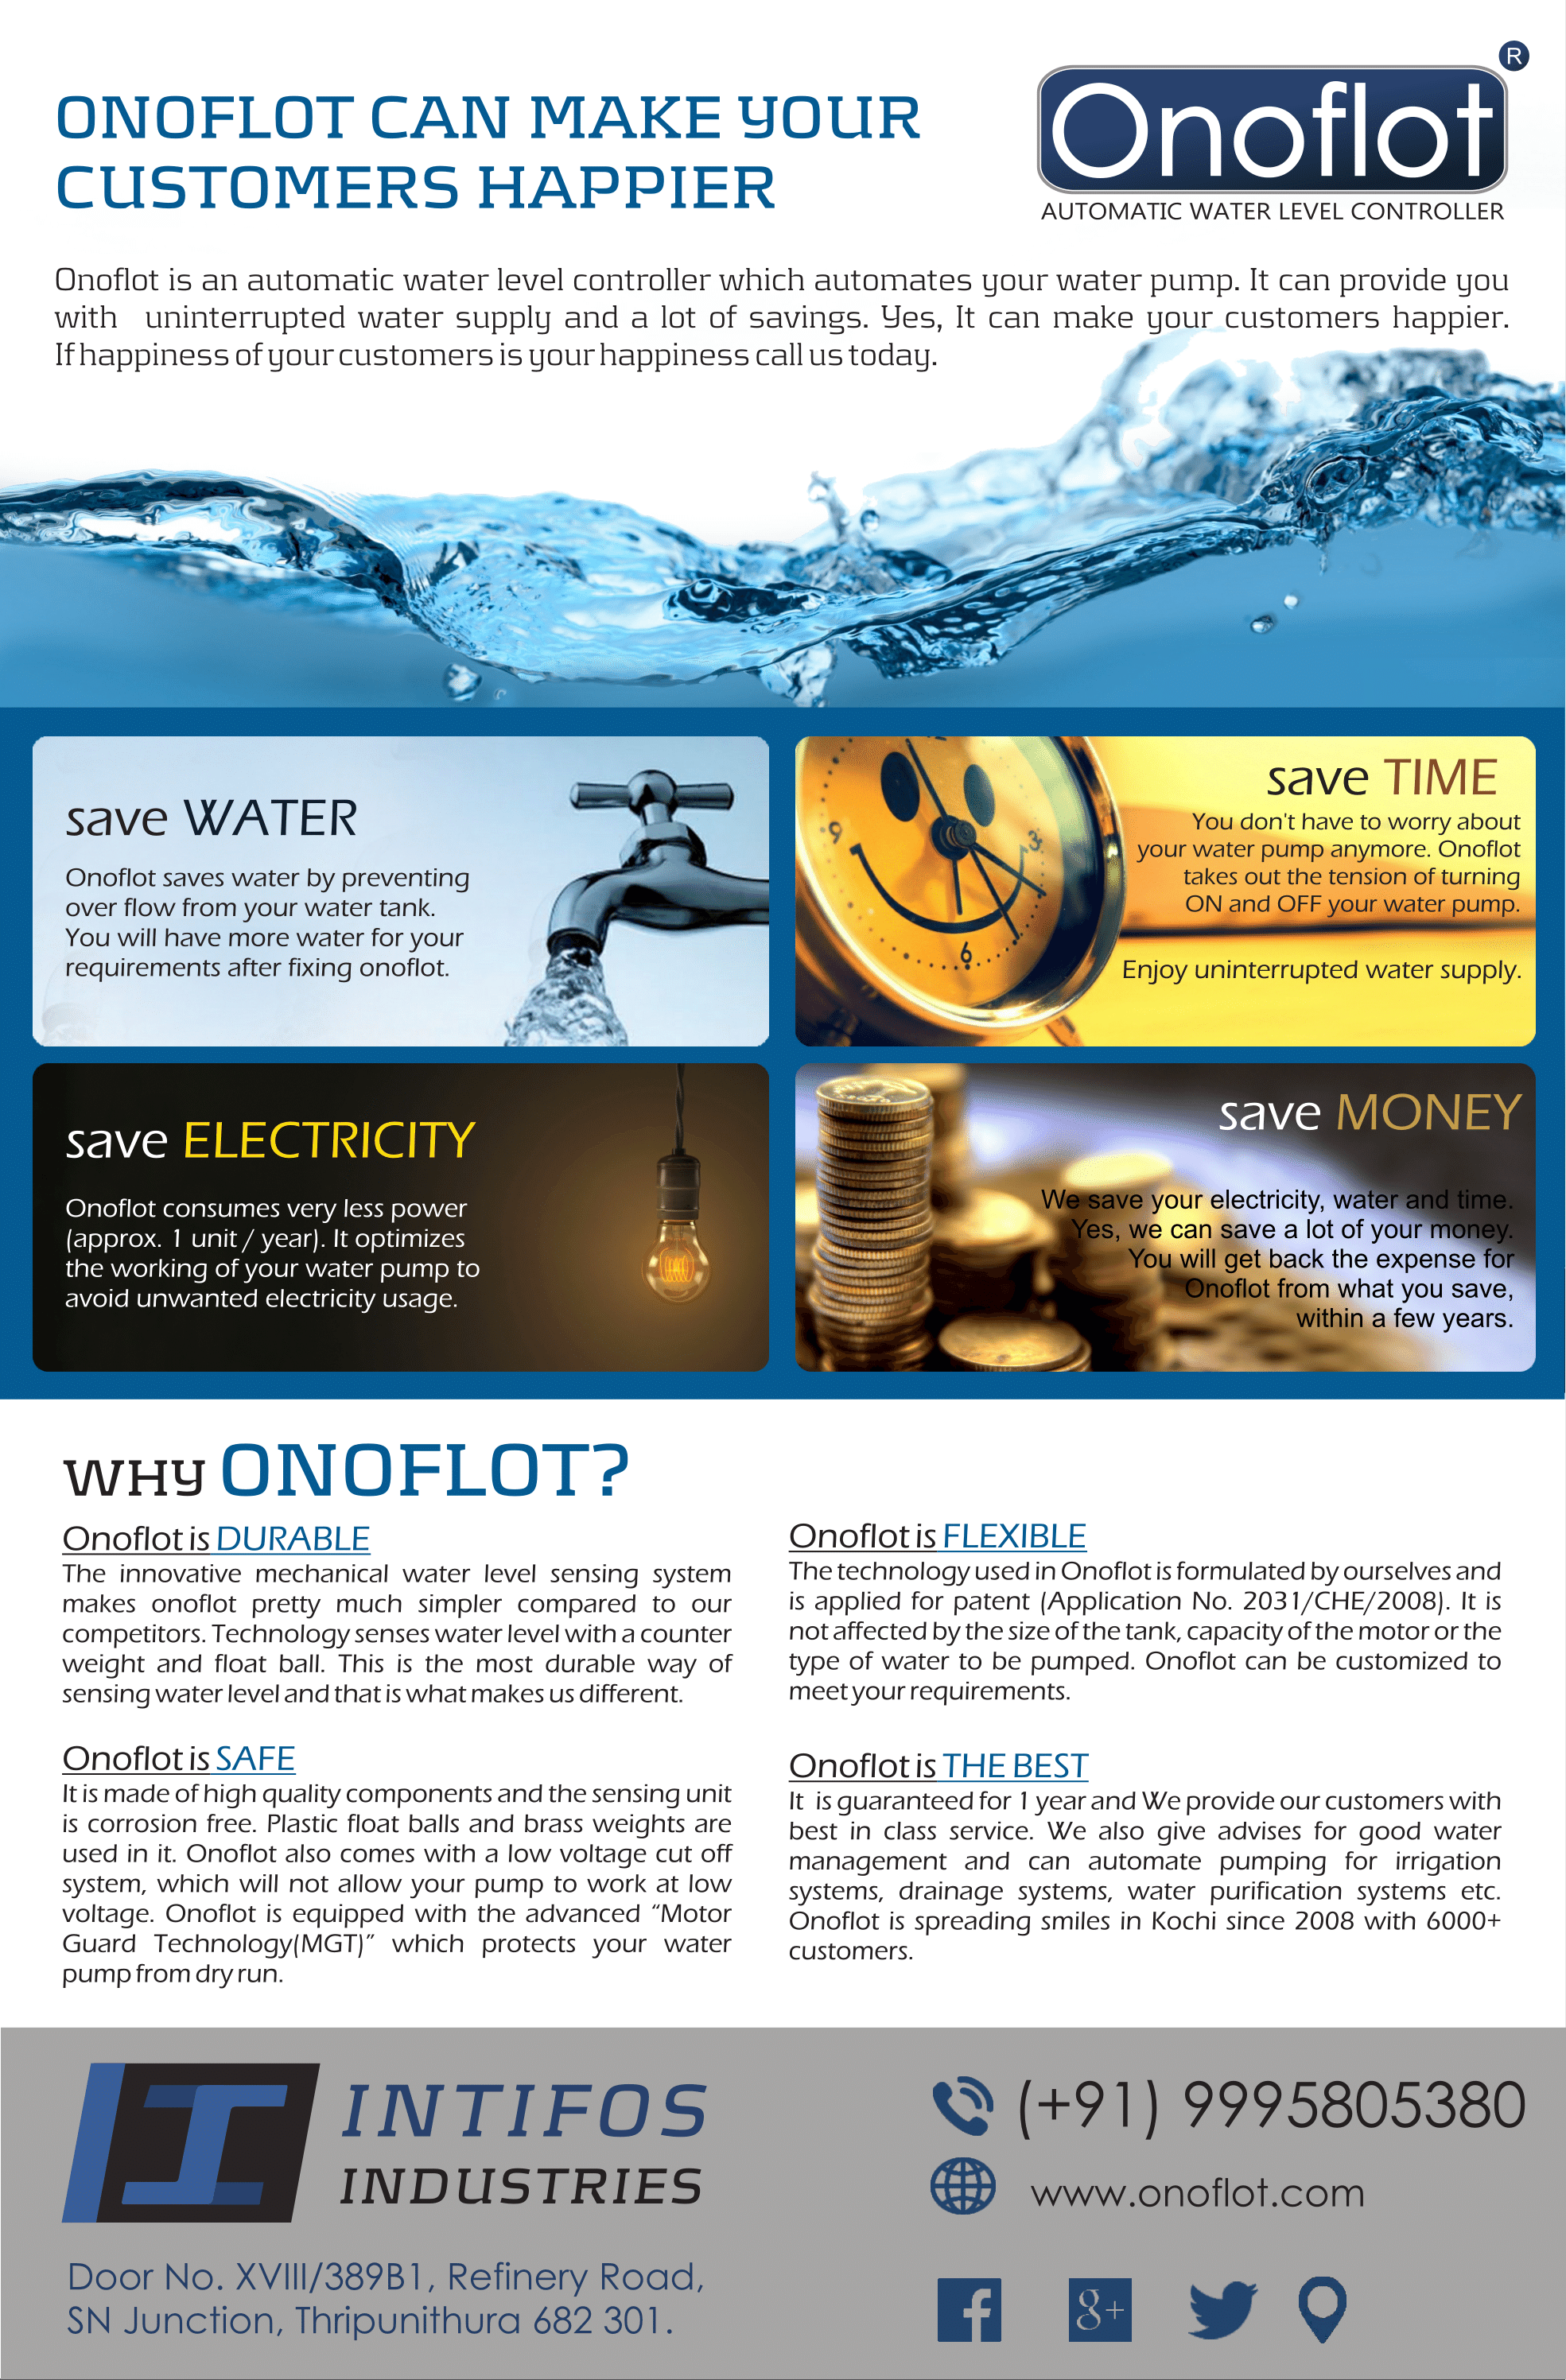 ONOFLOT CAN MAKE YOUR
CUSTOMERS HAPPIER
Onoflot
R
AUTOMATIC WATER LEVEL CONTROLLER
Onoflot is an automatic water level controller which automates your water pump. It can provide you
with uninterrupted water supply and a lot of savings. Yes, It can make your customers happier.
If happiness of your customers is your happiness call us today.
save WATER
Onoflot saves water by preventing
over flow from your water tank.
You will have more water for your
requirements after fixing onoflot.
9
3
6
save TIME
You don't have to worry about
your water pump anymore. Onoflot
takes out the tension of turning
ON and OFF your water pump.
Enjoy uninterrupted water supply.
save ELECTRICITY
Onoflot consumes very less power
(approx. 1 unit / year). It optimizes
the working of your water pump to
avoid unwanted electricity usage.
save MONEY
We save your electricity, water and time.
Yes, we can save a lot of your money.
You will get back the expense for
Onoflot from what you save,
within a few years.
WHY ONOFLOT?
Onoflot is DURABLE
The innovative mechanical water level sensing system
makes onoflot pretty much simpler compared to our
competitors. Technology senses water level with a counter
weight and float ball. This is the most durable way of
sensing water level and that is what makes us different.
Onoflot is SAFE
It is made of high quality components and the sensing unit
is corrosion free. Plastic float balls and brass weights are
used in it. Onoflot also comes with a low voltage cut off
system, which will not allow your pump to work at low
voltage. Onoflot is equipped with the advanced “Motor
Guard Technology(MGT)” which protects your water
pump from dry run.
Onoflot is FLEXIBLE
The technology used in Onoflot is formulated by ourselves and
is applied for patent (Application No. 2031/CHE/2008). It is
not affected by the size of the tank, capacity of the motor or the
type of water to be pumped. Onoflot can be customized to
meet your requirements.
Onoflot is THE BEST
It is guaranteed for 1 year and We provide our customers with
best in class service. We also give advises for good water
management and can automate pumping for irrigation
systems, drainage systems, water purification systems etc.
Onoflot is spreading smiles in Kochi since 2008 with 6000+
customers.
INTIFOS
INDUSTRIES
Door No. XVIII/389B1, Refinery Road,
SN Junction, Thripunithura 682 301.
(+91) 9995805380
www.onoflot.com
f
g+